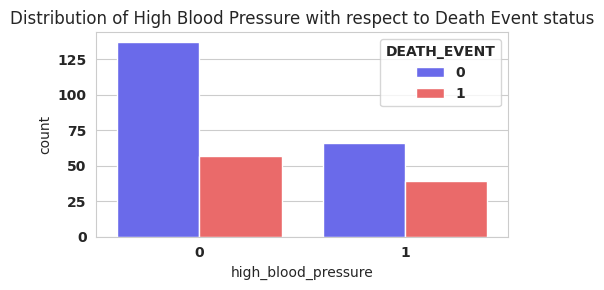 Distribution of High Blood Pressure with respect to Death Event status
DEATH_EVENT
0
1
125
100
75
50
25
0
count
0 1
high_blood_pressure